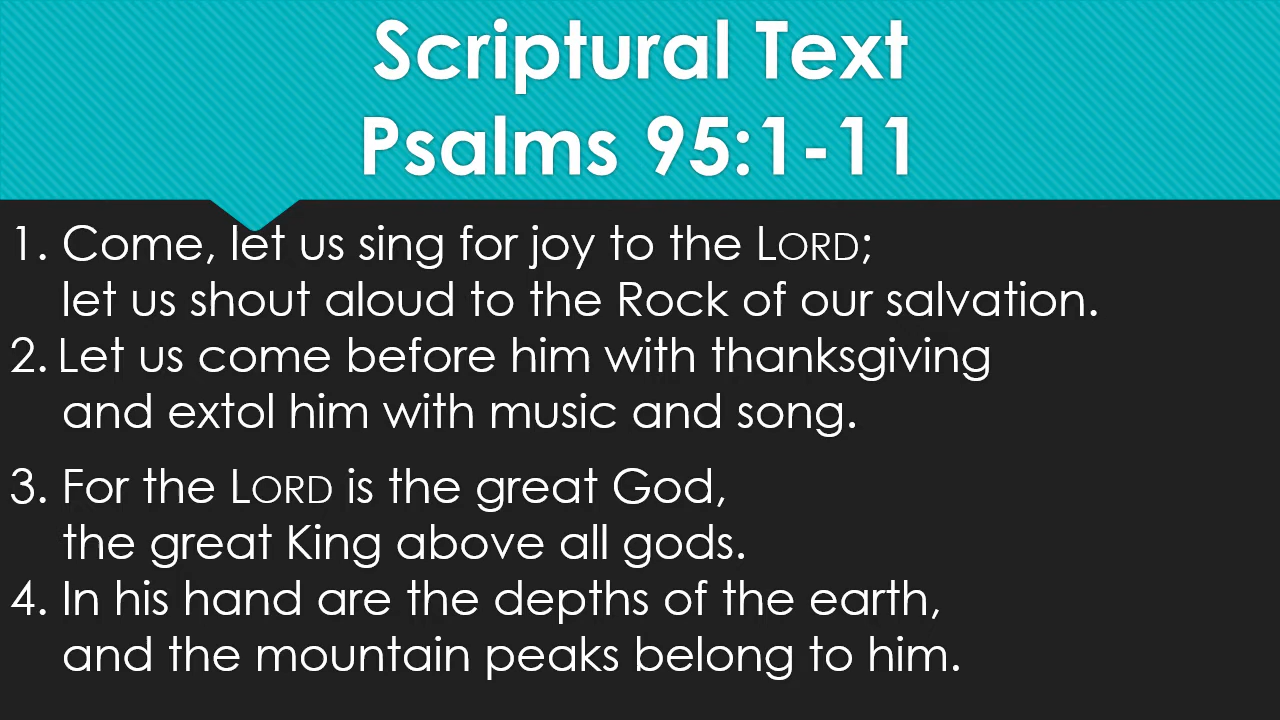 Scriptural Text
Psalms 95:1-11
1. Come, let us sing for joy to the LORD;
let us shout aloud to the Rock of our salvation.
2. Let us come before him with thanksgiving
and extol him with music and song.
3. For the LORD is the great God,
the great King above all gods.
4. In his hand are the depths of the earth,
and the mountain peaks belong to him.